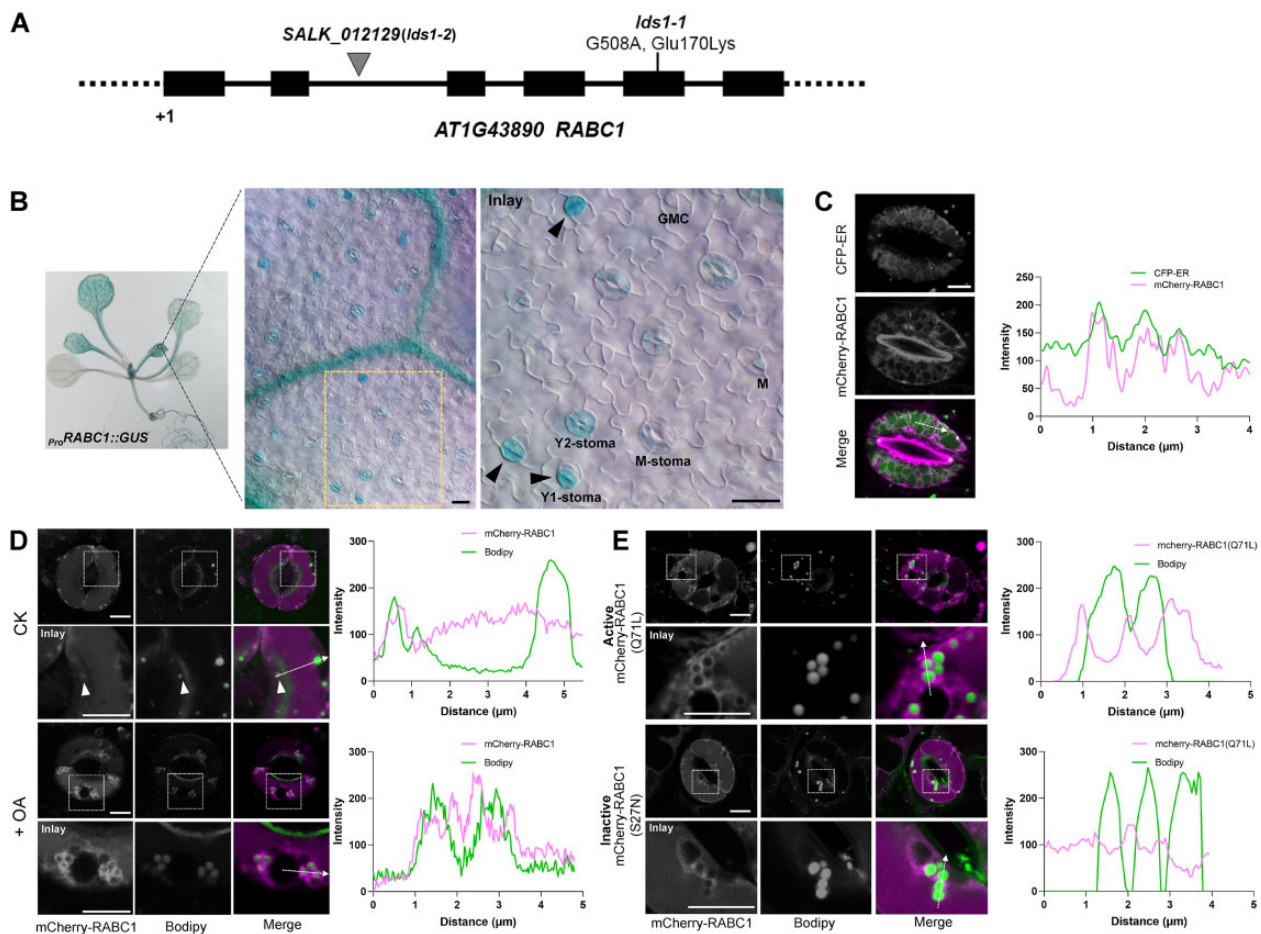 A
SALK_012129(lds1-2)
lds1-1
G508A, Glu170Lys
+1
AT1G43890 RABC1
B
ProRABC1::GUS
Inlay
GMC
M
Y2-stoma
M-stoma
Y1-stoma
C
CFP-ER
mCherry-RABC1
Merge
CFP-ER
mCherry-RABC1
Intensity
250
200
150
100
50
0
0 1 2 3 4
Distance (µm)
D
CK
Inlay
+ OA
Inlay
mCherry-RABC1 Bodipy Merge
mCherry-RABC1
Bodipy
Intensity
300
200
100
0
0 1 2 3 4 5
Distance (µm)
mCherry-RABC1
Bodipy
Intensity
300
200
100
0
0 1 2 3 4 5
Distance (µm)
E
Active
mCherry-RABC1
(Q71L)
Inlay
Inactive
mCherry-RABC1
(S27N)
Inlay
mCherry-RABC1 Bodipy Merge
mcherry-RABC1(Q71L)
Bodipy
Intensity
300
200
100
0
0 1 2 3 4 5
Distance (µm)
mcherry-RABC1(Q71L)
Bodipy
Intensity
300
200
100
0
0 1 2 3 4 5
Distance (µm)